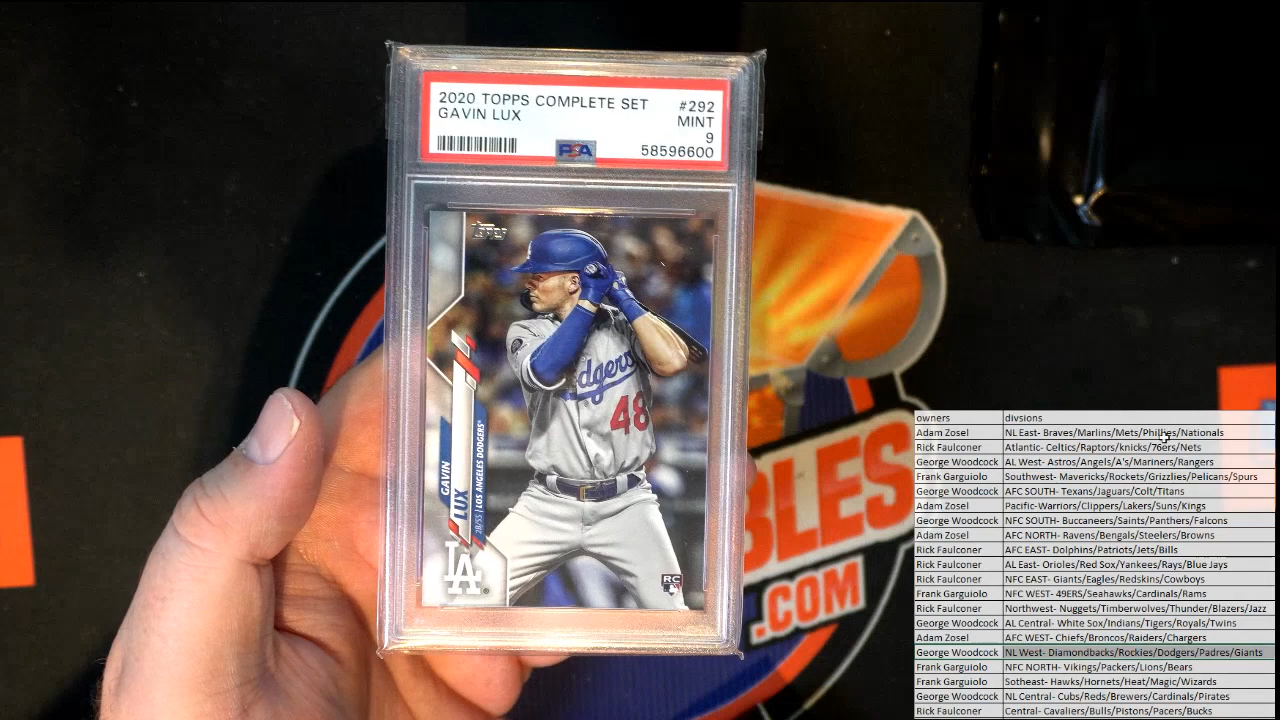 2020 TOPPS COMPLETE SET #292
GAVIN LUX MINT
9
PSA 58596600
Topps
Dodgers
48
GAVIN
LUX
2B/SS | LOS ANGELES DODGERS®
LA
RC
BLES
.COM
owners divsions
Adam Zosel NL East- Braves/Marlins/Mets/Phillies/Nationals
Rick Faulconer Atlantic- Celtics/Raptors/knicks/76ers/Nets
George Woodcock AL West- Astros/Angels/A's/Mariners/Rangers
Frank Garguiolo Southwest- Mavericks/Rockets/Grizzlies/Pelicans/Spurs
George Woodcock AFC SOUTH- Texans/Jaguars/Colt/Titans
Adam Zosel Pacific-Warriors/Clippers/Lakers/Suns/Kings
George Woodcock NFC SOUTH- Buccaneers/Saints/Panthers/Falcons
Adam Zosel AFC NORTH- Ravens/Bengals/Steelers/Browns
Rick Faulconer AFC EAST- Dolphins/Patriots/Jets/Bills
Rick Faulconer AL East- Orioles/Red Sox/Yankees/Rays/Blue Jays
Rick Faulconer NFC EAST- Giants/Eagles/Redskins/Cowboys
Frank Garguiolo NFC WEST- 49ERS/Seahawks/Cardinals/Rams
Rick Faulconer Northwest- Nuggets/Timberwolves/Thunder/Blazers/Jazz
George Woodcock AL Central- White Sox/Indians/Tigers/Royals/Twins
Adam Zosel AFC WEST- Chiefs/Broncos/Raiders/Chargers
George Woodcock NL West- Diamondbacks/Rockies/Dodgers/Padres/Giants
Frank Garguiolo NFC NORTH- Vikings/Packers/Lions/Bears
Frank Garguiolo Sotheast- Hawks/Hornets/Heat/Magic/Wizards
George Woodcock NL Central- Cubs/Reds/Brewers/Cardinals/Pirates
Rick Faulconer Central- Cavaliers/Bulls/Pistons/Pacers/Bucks